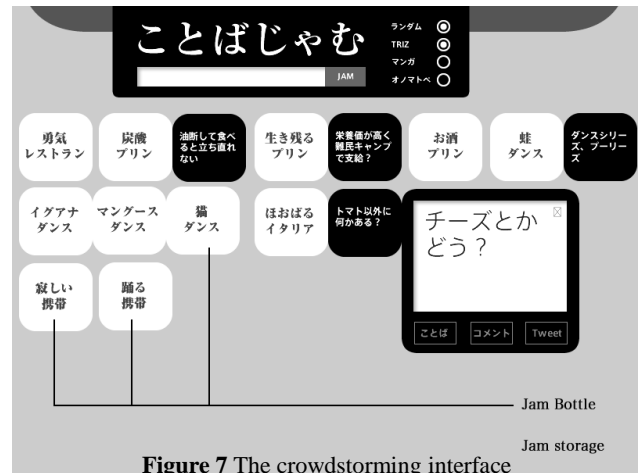 ことばじゃむ
ランダム
TRIZ
マンガ
オノマトペ
JAM
勇気
レストラン
炭酸
プリン
油断して食べ
ると立ち直れ
ない
生き残る
プリン
栄養価が高く
難民キャンプ
で支給？
お酒
プリン
蛙
ダンス
ダンスシリー
ズ、ブーリー
ズ
イグアナ
ダンス
マングース
ダンス
猫
ダンス
ほおばる
イタリア
トマト以外に
何かある？
チーズとか
どう？
寂しい
携帯
踊る
携帯
ことば
コメント
Tweet
Jam Bottle
Jam storage
Figure 7 The crowdstorming interface